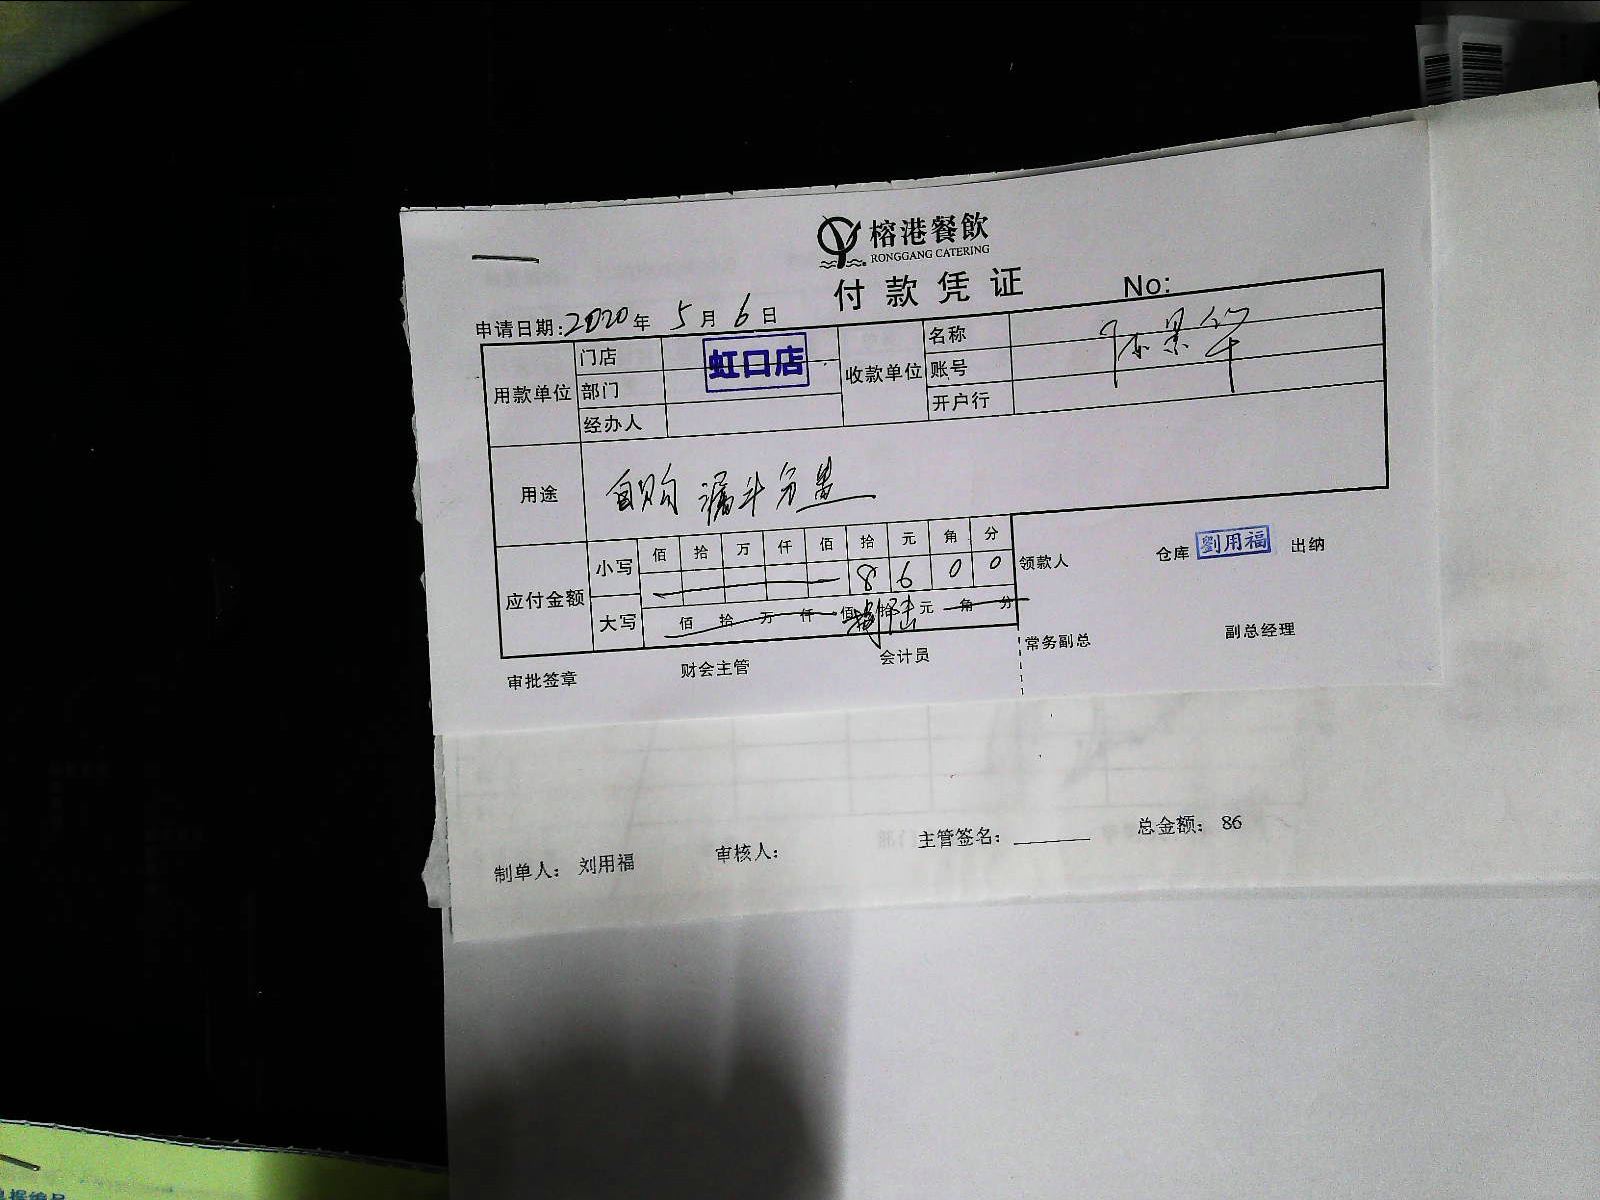 榕港餐飲
RONGGANG CATERING
付款凭证
No:
申请日期:2020年 5月 6日
用款单位 门店 虹口店 收款单位 名称
部门 账号
经办人 开户行
用途 自购漏斗
应付金额 小写 佰 拾 万 仟 佰 拾 元 角 分
8 6 0 0
大写 佰 拾 万 仟 佰 捌拾陆元 角 分
领款人 仓库 劉用福 出纳
常务副总 副总经理
审批签章 财会主管 会计员
制单人: 刘用福 审核人: 主管签名: 总金额: 86